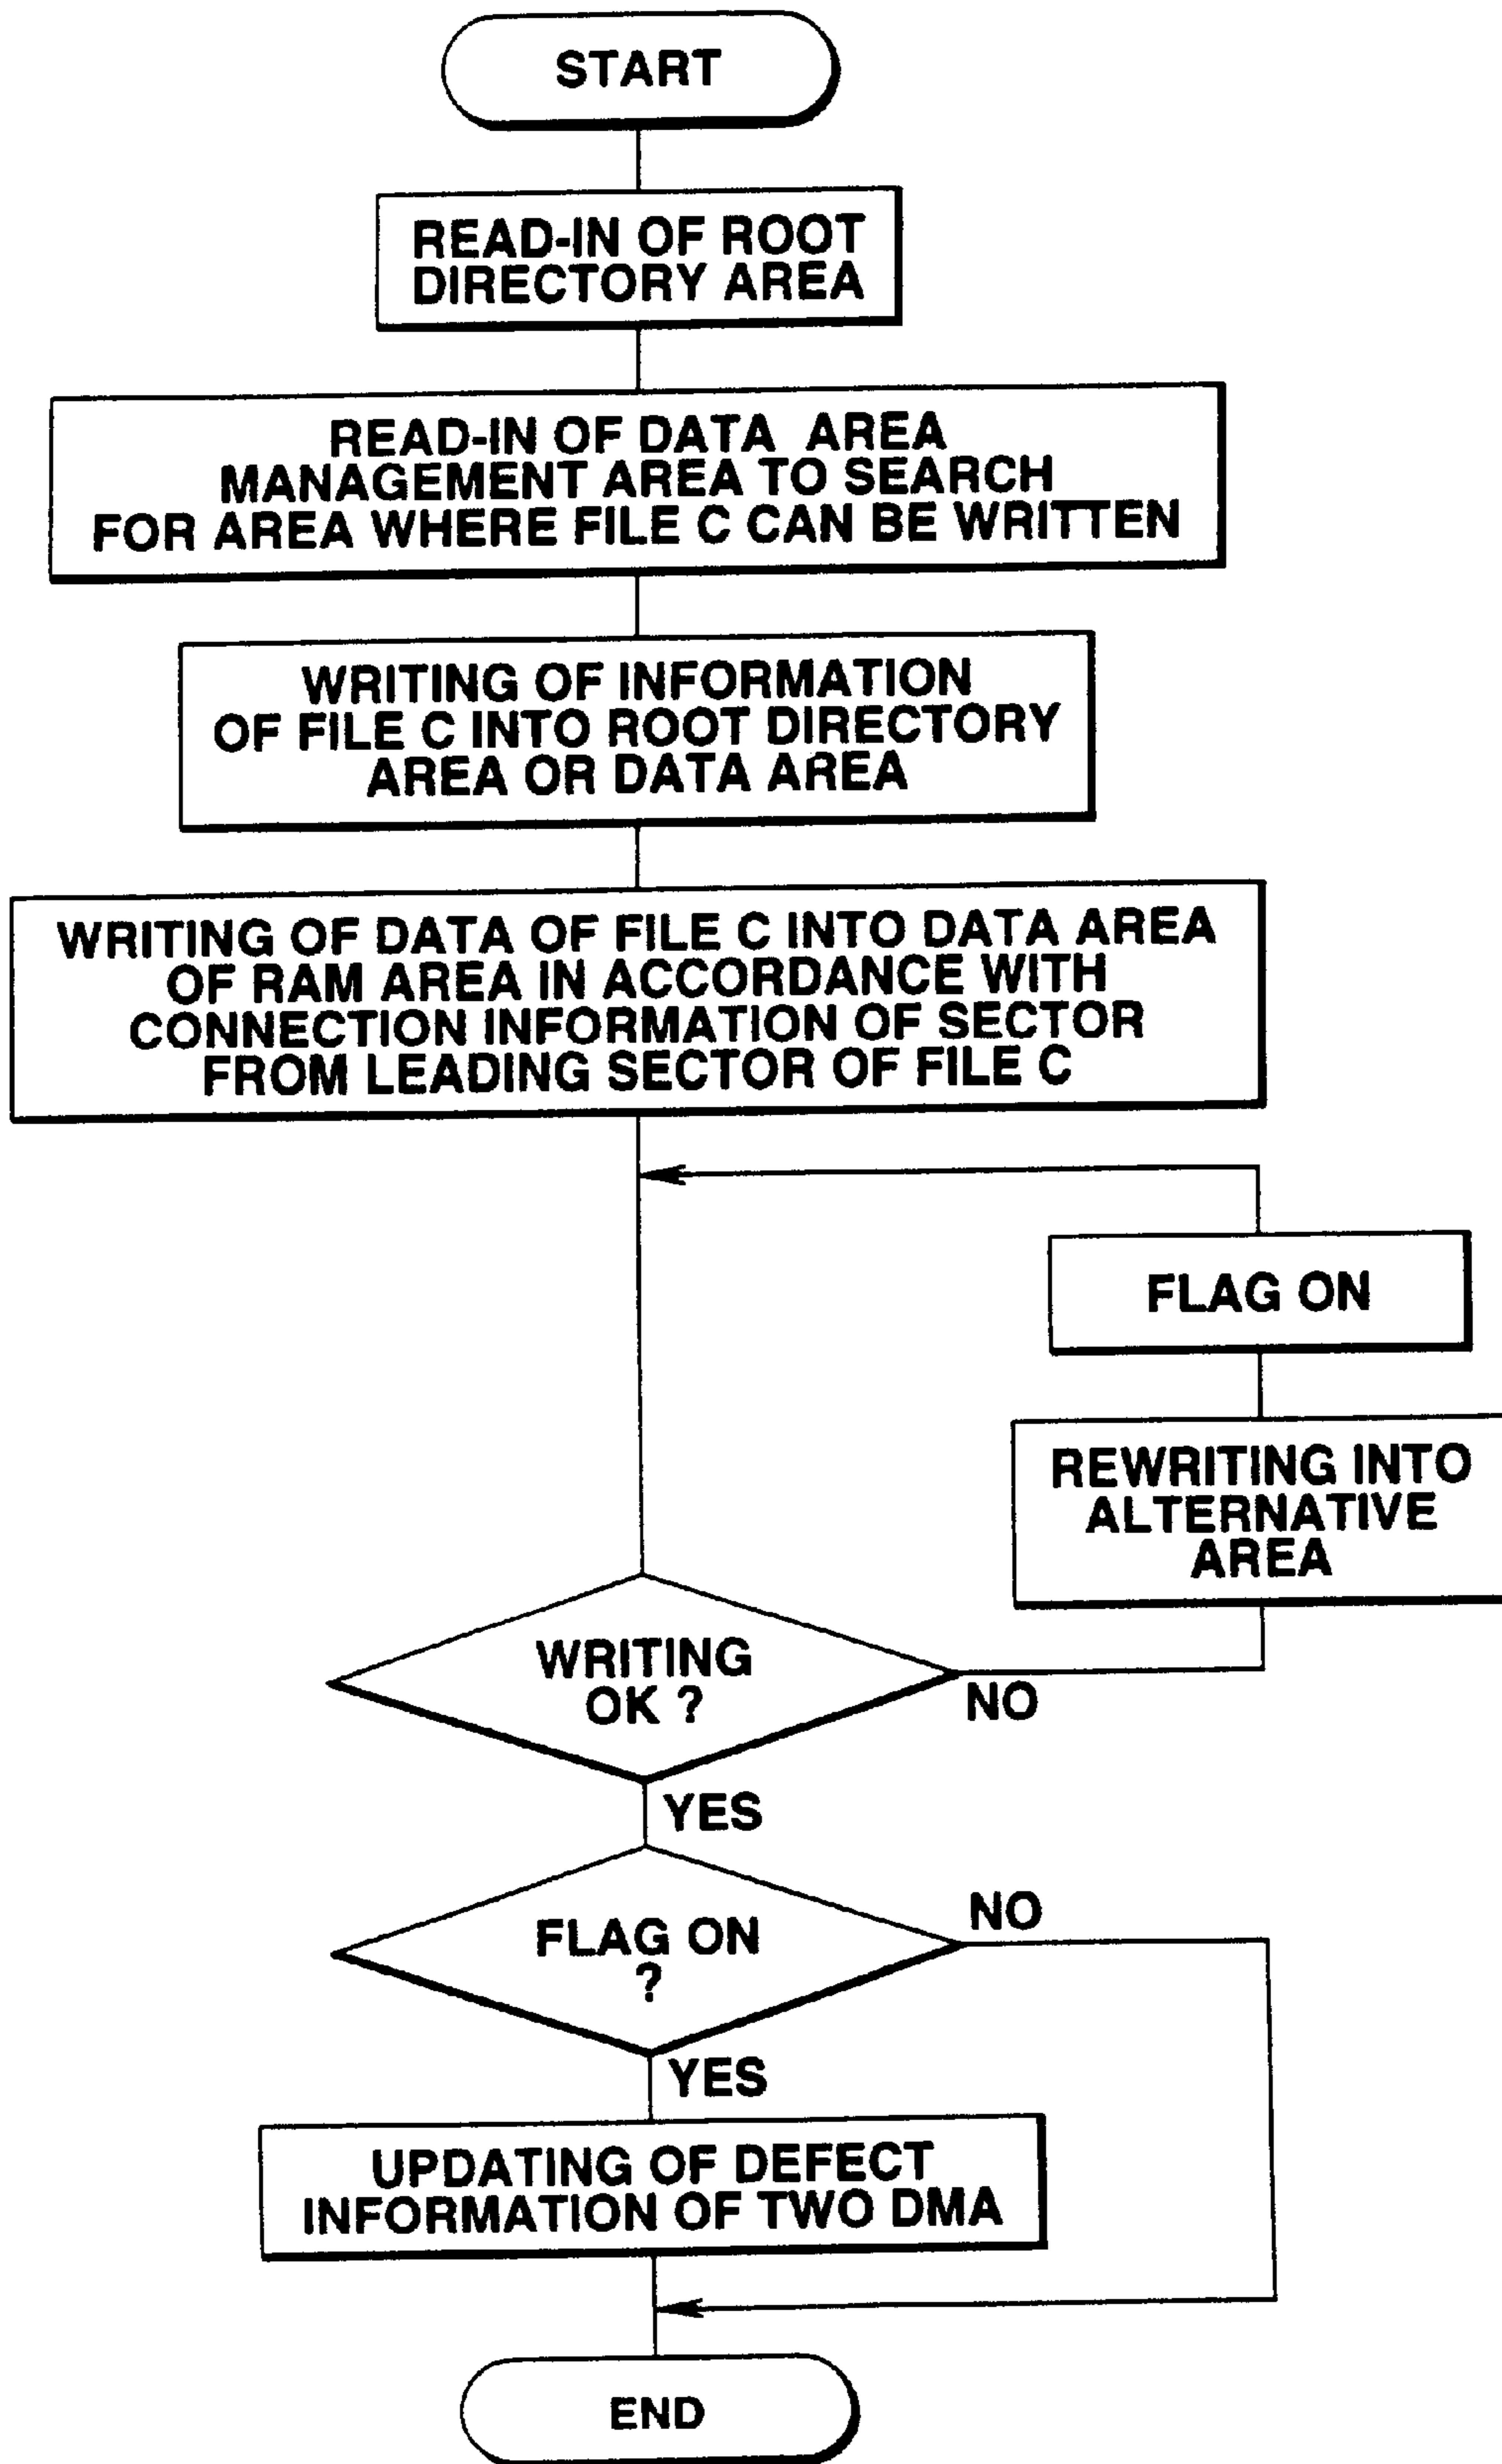 START
READ-IN OF ROOT
DIRECTORY AREA
READ-IN OF DATA AREA
MANAGEMENT AREA TO SEARCH
FOR AREA WHERE FILE C CAN BE WRITTEN
WRITING OF INFORMATION
OF FILE C INTO ROOT DIRECTORY
AREA OR DATA AREA
WRITING OF DATA OF FILE C INTO DATA AREA
OF RAM AREA IN ACCORDANCE WITH
CONNECTION INFORMATION OF SECTOR
FROM LEADING SECTOR OF FILE C
FLAG ON
REWRITING INTO
ALTERNATIVE
AREA
WRITING
OK ?
NO
YES
FLAG ON
?
NO
YES
UPDATING OF DEFECT
INFORMATION OF TWO DMA
END